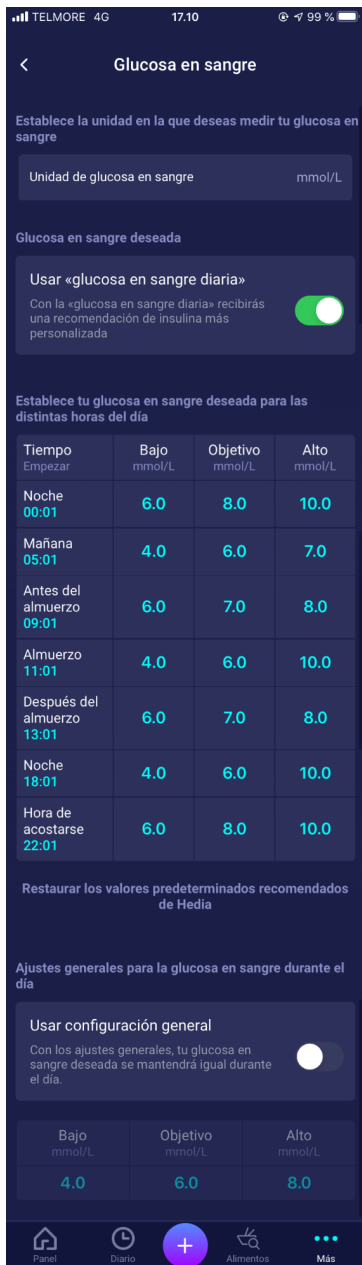 TELMORE 4G 17.10 99 %
Glucosa en sangre
Establece la unidad en la que deseas medir tu glucosa en
sangre
Unidad de glucosa en sangre mmol/L
Glucosa en sangre deseada
Usar «glucosa en sangre diaria»
Con la «glucosa en sangre diaria» recibirás
una recomendación de insulina más
personalizada
Establece tu glucosa en sangre deseada para las
distintas horas del día
Tiempo Bajo Objetivo Alto
Empezar mmol/L mmol/L mmol/L
Noche
00:01 6.0 8.0 10.0
Mañana
05:01 4.0 6.0 7.0
Antes del
almuerzo 6.0 7.0 8.0
09:01
Almuerzo
11:01 4.0 6.0 10.0
Después del
almuerzo 6.0 7.0 8.0
13:01
Noche
18:01 4.0 6.0 10.0
Hora de
acostarse 6.0 8.0 10.0
22:01
Restaurar los valores predeterminados recomendados
de Hedia
Ajustes generales para la glucosa en sangre durante el
día
Usar configuración general
Con los ajustes generales, tu glucosa en
sangre deseada se mantendrá igual durante
el día.
Bajo Objetivo Alto
mmol/L mmol/L mmol/L
4.0 6.0 8.0
Panel Diario Alimentos Más